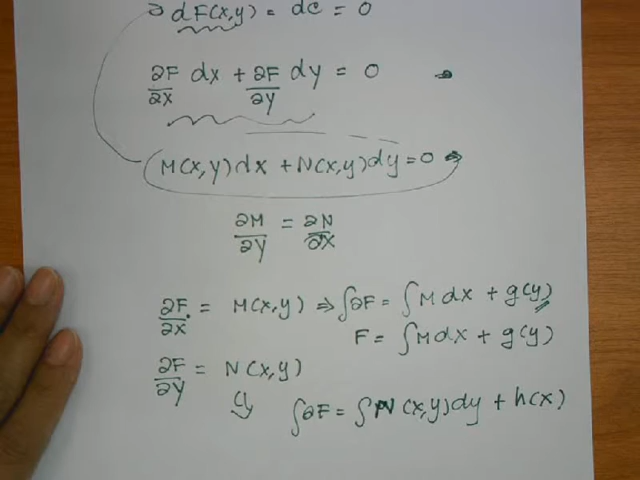 dF(x,y) = dc = 0
∂F/∂x dx + ∂F/∂y dy = 0
M(x,y)dx + N(x,y)dy = 0
∂M/∂y = ∂N/∂x
∂F/∂x = M(x,y) ⇒ ∫∂F = ∫M dx + g(y)
F = ∫M dx + g(y)
∂F/∂y = N(x,y)
∫∂F = ∫N(x,y)dy + h(x)